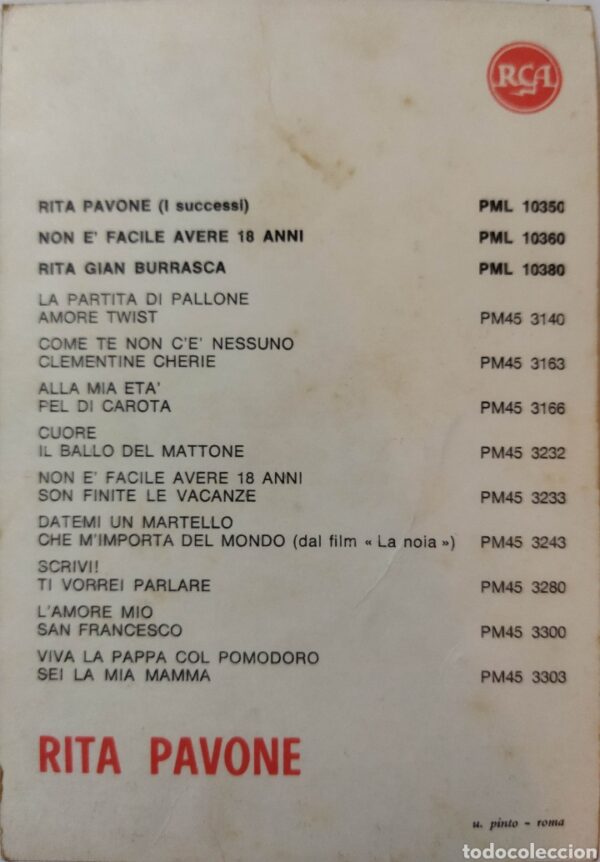 RCA
RITA PAVONE (I successi) PML 10350
NON E' FACILE AVERE 18 ANNI PML 10360
RITA GIAN BURRASCA PML 10380
LA PARTITA DI PALLONE
AMORE TWIST PM45 3140
COME TE NON C'E' NESSUNO
CLEMENTINE CHERIE PM45 3163
ALLA MIA ETA'
PEL DI CAROTA PM45 3166
CUORE
IL BALLO DEL MATTONE PM45 3232
NON E' FACILE AVERE 18 ANNI
SON FINITE LE VACANZE PM45 3233
DATEMI UN MARTELLO
CHE M'IMPORTA DEL MONDO (dal film « La noia ») PM45 3243
SCRIVI!
TI VORREI PARLARE PM45 3280
L'AMORE MIO
SAN FRANCESCO PM45 3300
VIVA LA PAPPA COL POMODORO
SEI LA MIA MAMMA PM45 3303
RITA PAVONE
u. pinto - roma
todocoleccion